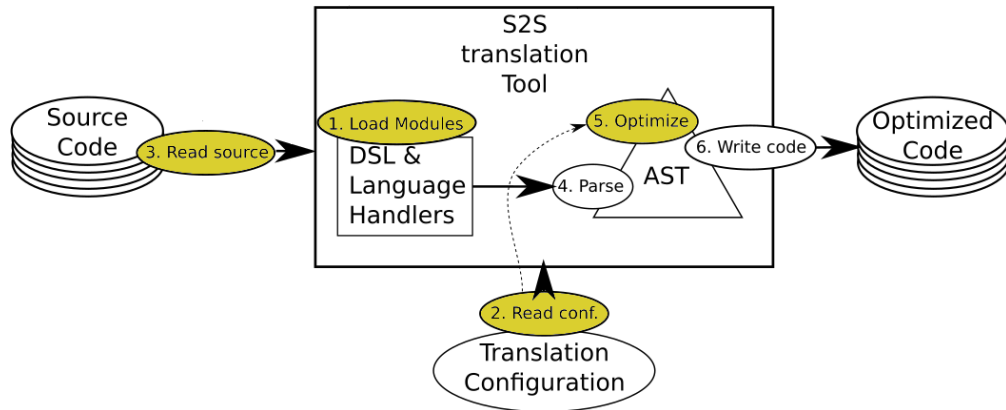 S2S
translation
Tool
Source
Code
3. Read source
1. Load Modules
DSL &
Language
Handlers
4. Parse
5. Optimize
AST
6. Write code
Optimized
Code
2. Read conf.
Translation
Configuration